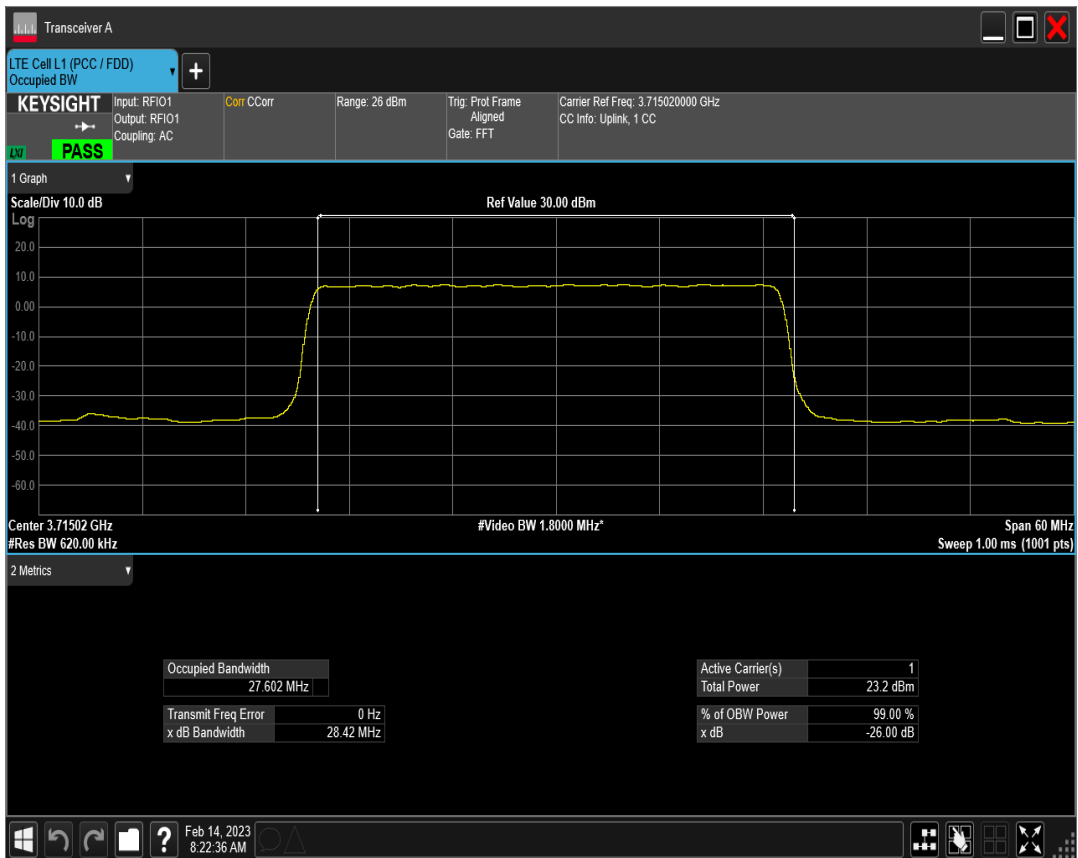 Transceiver A
LTE Cell L1 (PCC / FDD)
Occupied BW
+
KEYSIGHT
LXI
PASS
Input: RFIO1
Output: RFIO1
Coupling: AC
Corr CCorr
Range: 26 dBm
Trig: Prot Frame
Aligned
Gate: FFT
Carrier Ref Freq: 3.715020000 GHz
CC Info: Uplink, 1 CC
1 Graph
Scale/Div 10.0 dB
Ref Value 30.00 dBm
Log
20.0
10.0
0.00
-10.0
-20.0
-30.0
-40.0
-50.0
-60.0
Center 3.71502 GHz
#Video BW 1.8000 MHz*
Span 60 MHz
#Res BW 620.00 kHz
Sweep 1.00 ms (1001 pts)
2 Metrics
Occupied Bandwidth
27.602 MHz
Transmit Freq Error 0 Hz
x dB Bandwidth 28.42 MHz
Active Carrier(s) 1
Total Power 23.2 dBm
% of OBW Power 99.00 %
x dB -26.00 dB
?
Feb 14, 2023
8:22:36 AM